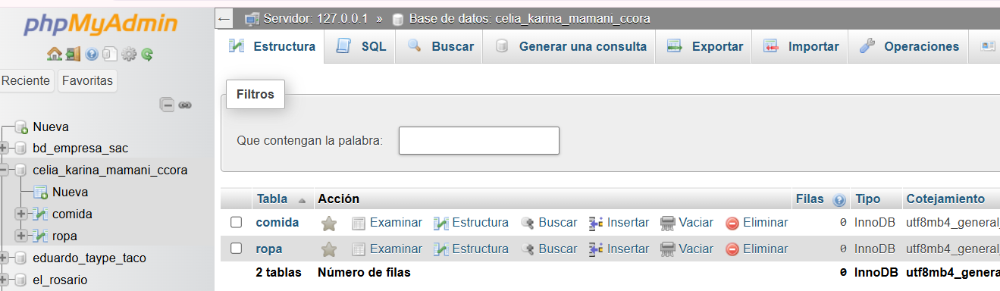 phpMyAdmin
Reciente Favoritas
Nueva
bd_empresa_sac
celia_karina_mamani_ccora
Nueva
comida
ropa
eduardo_taype_taco
el_rosario
Servidor: 127.0.0.1 » Base de datos: celia_karina_mamani_ccora
Estructura SQL Buscar Generar una consulta Exportar Importar Operaciones
Filtros
Que contengan la palabra:
Tabla Acción Filas Tipo Cotejamiento
comida Examinar Estructura Buscar Insertar Vaciar Eliminar 0 InnoDB utf8mb4_general
ropa Examinar Estructura Buscar Insertar Vaciar Eliminar 0 InnoDB utf8mb4_general
2 tablas Número de filas 0 InnoDB utf8mb4_genera